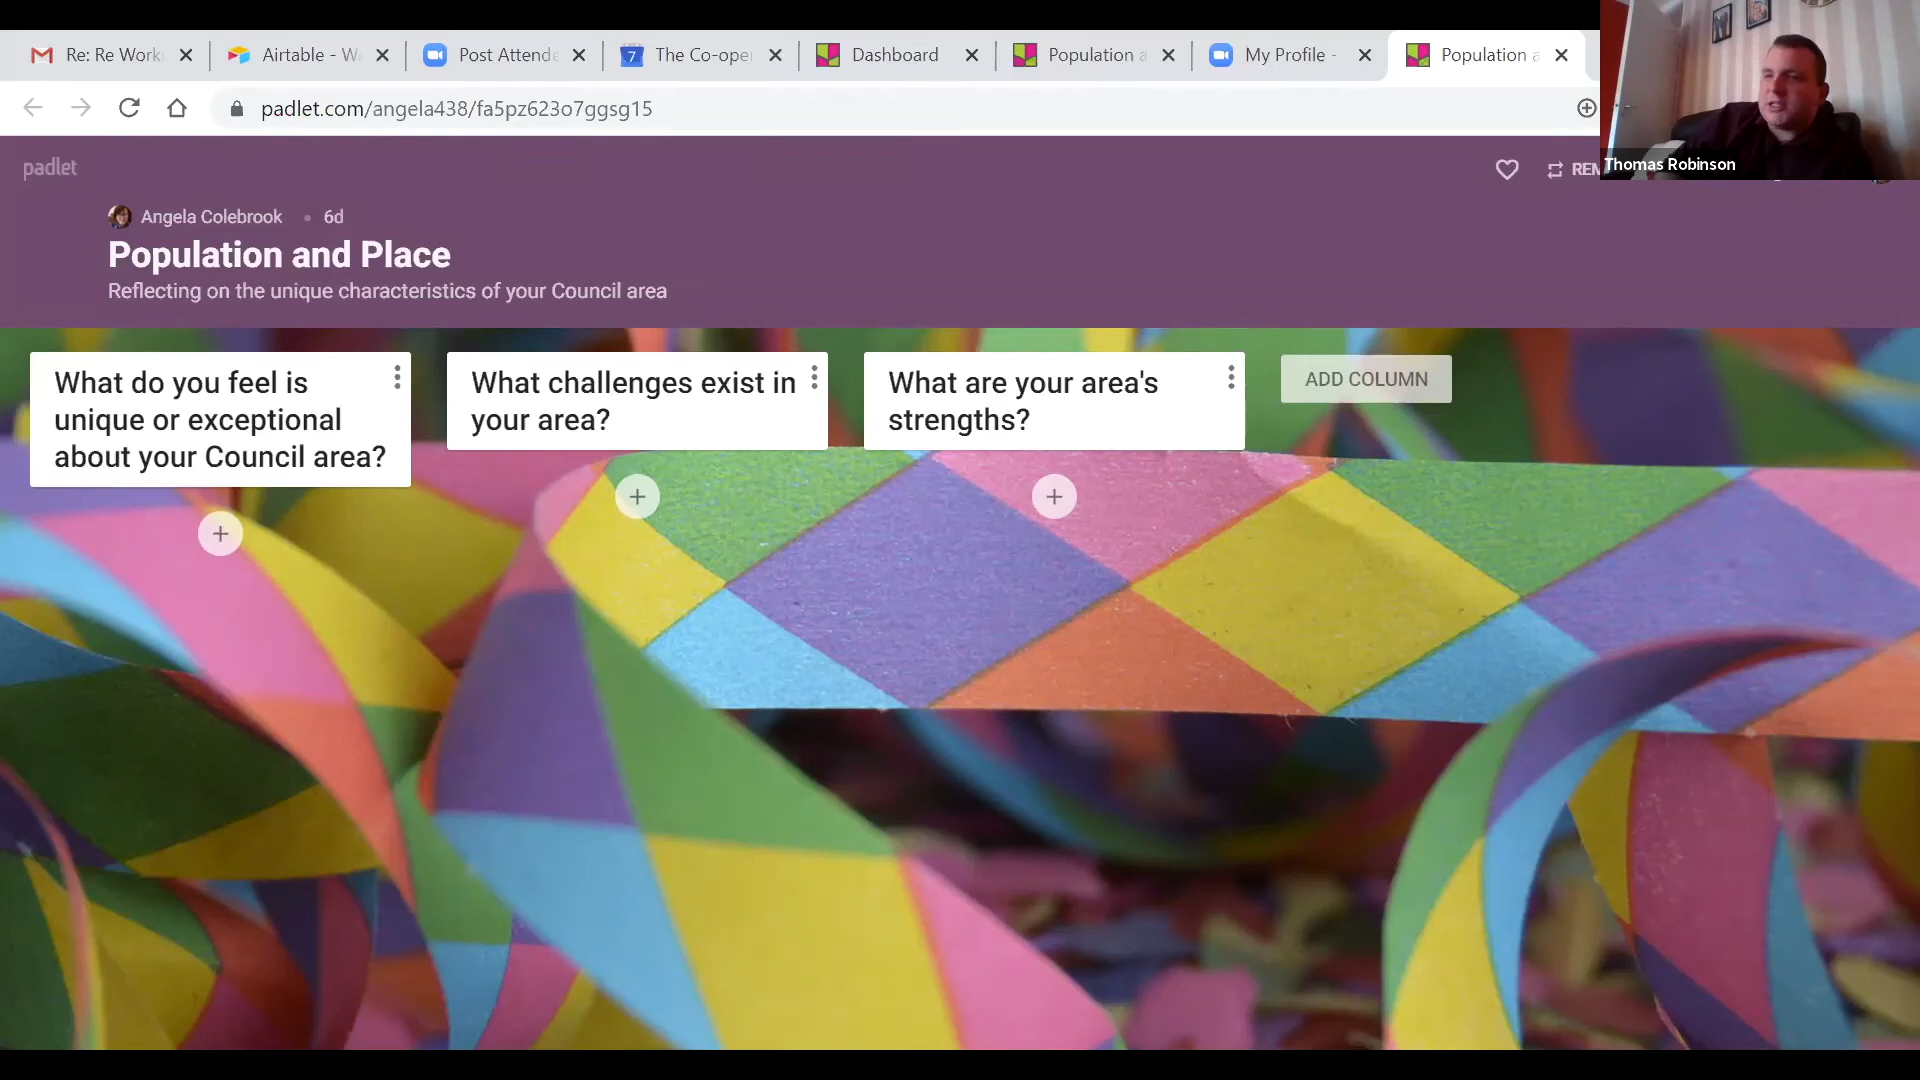 Re: Re Work
Airtable - W
Post Attende
7
The Co-ope
Dashboard
Population a
My Profile -
Population a
padlet.com/angela438/fa5pz623o7ggsg15
padlet
REM
Thomas Robinson
Angela Colebrook • 6d
Population and Place
Reflecting on the unique characteristics of your Council area
What do you feel is
unique or exceptional
about your Council area?
What challenges exist in
your area?
What are your area's
strengths?
ADD COLUMN